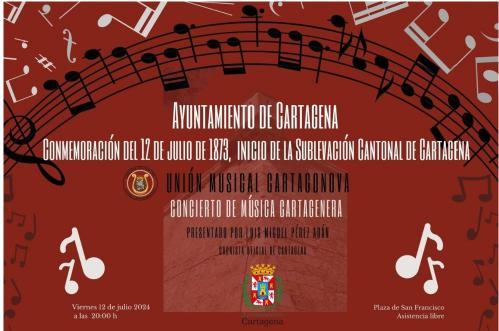 AYUNTAMIENTO DE CARTAGENA
CONMEMORACIÓN DEL 12 DE JULIO DE 1873, INICIO DE LA SUBLEVACIÓN CANTONAL DE CARTAGENA
UNIÓN MUSICAL CARTAGONOVA
CONCIERTO DE MÚSICA CARTAGENERA
PRESENTADO POR LUIS MIGUEL PÉREZ ADÁN
CRONISTA OFICIAL DE CARTAGENA
Viernes 12 de julio 2024
a las 20:00 h
Cartagena
Plaza de San Francisco
Asistencia libre